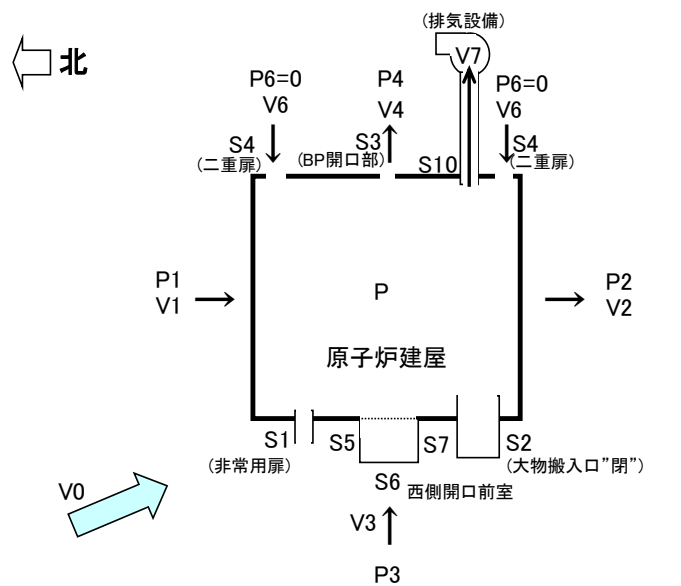 (排気設備)
北
V7
P6=0
V6
P4
V4
P6=0
V6
S4
(二重扉)
S3
(BP開口部)
S10
S4
(二重扉)
P1
V1
P
P2
V2
原子炉建屋
S1
(非常用扉)
S5
S7
S2
(大物搬入口”閉”)
S6
西側開口前室
V0
V3
P3